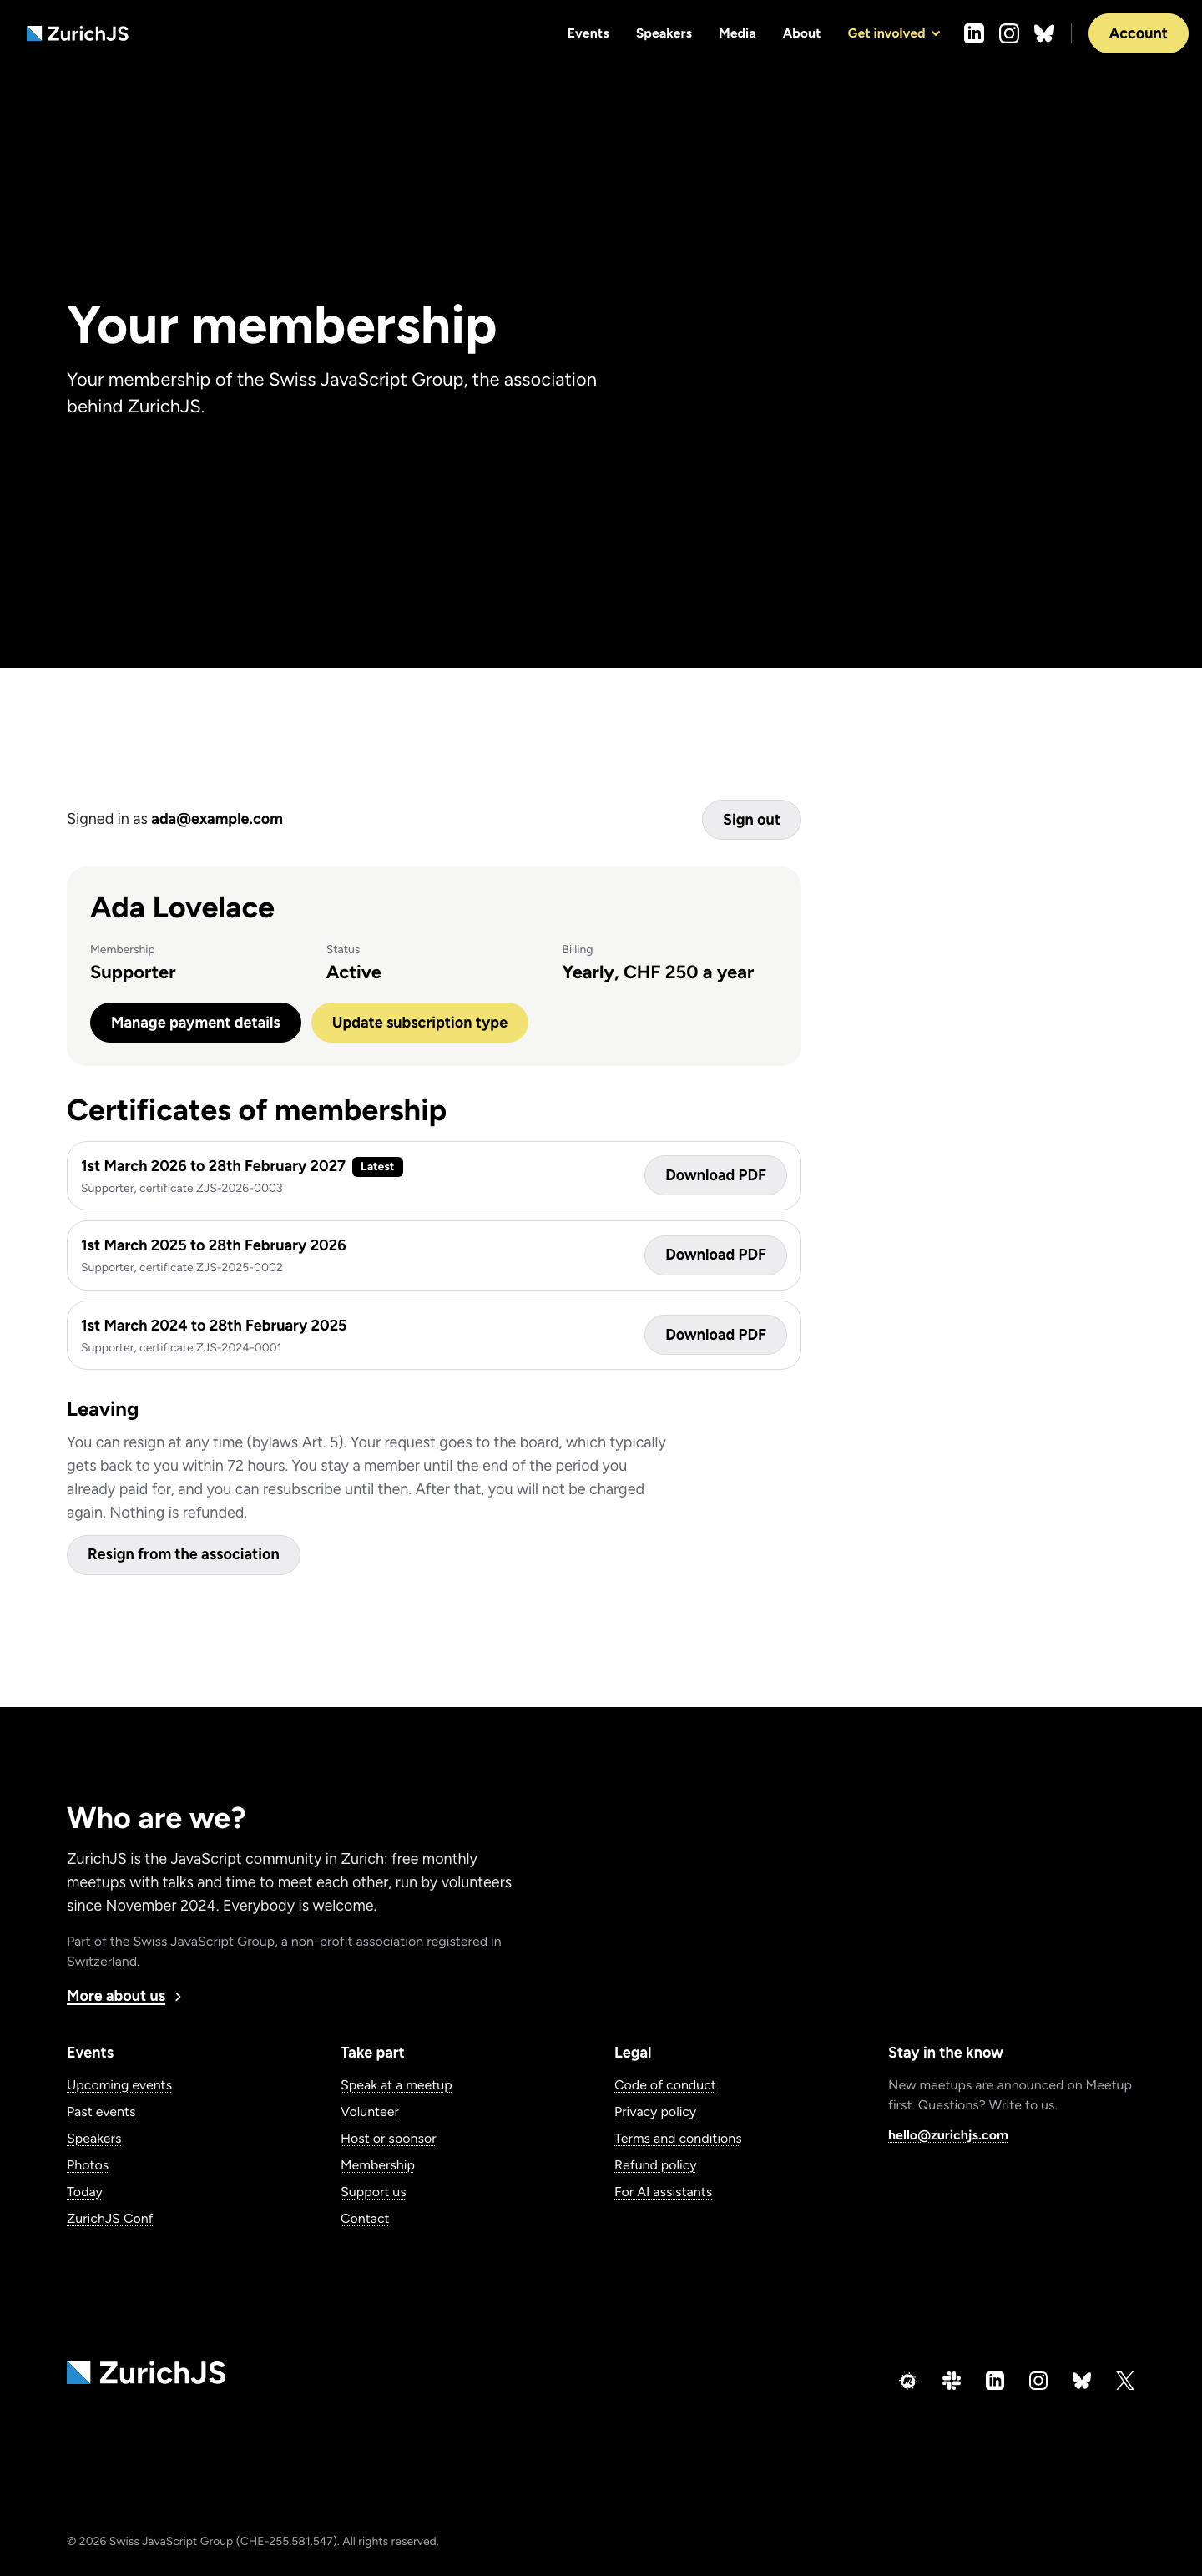 ZurichJS
Events
Speakers
Media
About
Get involved
Account
Your membership
Your membership of the Swiss JavaScript Group, the association
behind ZurichJS.
Signed in as ada@example.com
Sign out
Ada Lovelace
Membership
Supporter
Status
Active
Billing
Yearly, CHF 250 a year
Manage payment details
Update subscription type
Certificates of membership
1st March 2026 to 28th February 2027 Latest
Supporter, certificate ZJS-2026-0003
Download PDF
1st March 2025 to 28th February 2026
Supporter, certificate ZJS-2025-0002
Download PDF
1st March 2024 to 28th February 2025
Supporter, certificate ZJS-2024-0001
Download PDF
Leaving
You can resign at any time (bylaws Art. 5). Your request goes to the board, which typically
gets back to you within 72 hours. You stay a member until the end of the period you
already paid for, and you can resubscribe until then. After that, you will not be charged
again. Nothing is refunded.
Resign from the association
Who are we?
ZurichJS is the JavaScript community in Zurich: free monthly
meetups with talks and time to meet each other, run by volunteers
since November 2024. Everybody is welcome.
Part of the Swiss JavaScript Group, a non-profit association registered in
Switzerland.
More about us
Events
Upcoming events
Past events
Speakers
Photos
Today
ZurichJS Conf
Take part
Speak at a meetup
Volunteer
Host or sponsor
Membership
Support us
Contact
Legal
Code of conduct
Privacy policy
Terms and conditions
Refund policy
For AI assistants
Stay in the know
New meetups are announced on Meetup
first. Questions? Write to us.
hello@zurichjs.com
ZurichJS
© 2026 Swiss JavaScript Group (CHE-255.581.547). All rights reserved.